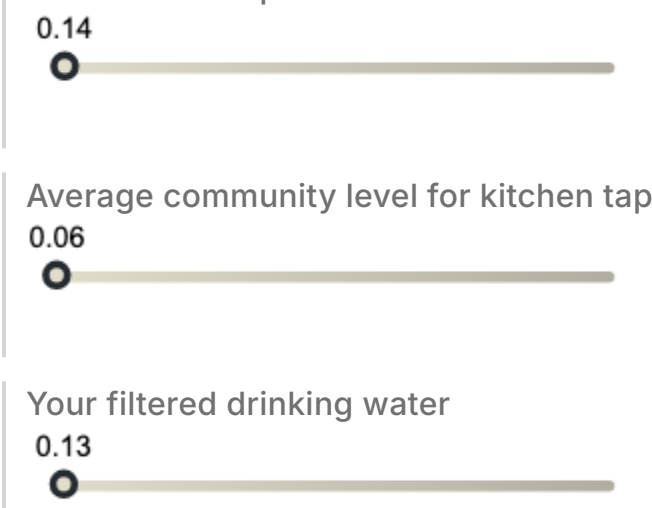 0.14
Average community level for kitchen tap
0.06
Your filtered drinking water
0.13